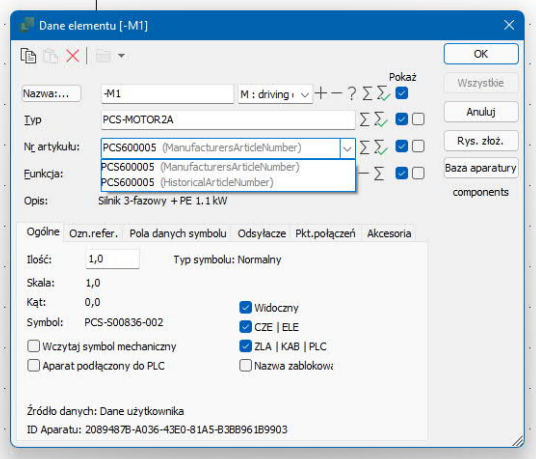 Dane elementu [-M1]
OK
Pokaż
Wszystkie
Nazwa:...
-M1
M : driving
Typ
PCS-MOTOR2A
Anuluj
Nr artykułu:
PCS600005 (ManufacturersArticleNumber)
Rys. złoż.
PCS600005 (ManufacturersArticleNumber)
Funkcja:
Baza aparatury
PCS600005 (HistoricalArticleNumber)
components
Opis:
Silnik 3-fazowy +PE 1.1 kW
Ogólne Ozn.refer. Pola danych symbolu Odsyłacze Pkt.połączeń Akcesoria
Ilość:
1,0
Typ symbolu: Normalny
Skala:
1,0
Kąt:
0,0
Widoczny
Symbol:
PCS-S00836-002
CZE | ELE
Wczytaj symbol mechaniczny
ZLA | KAB | PLC
Aparat podłączony do PLC
Nazwa zablokowa
Źródło danych: Dane użytkownika
ID Aparatu: 2089487B-A036-43E0-81A5-B3BB961B9903